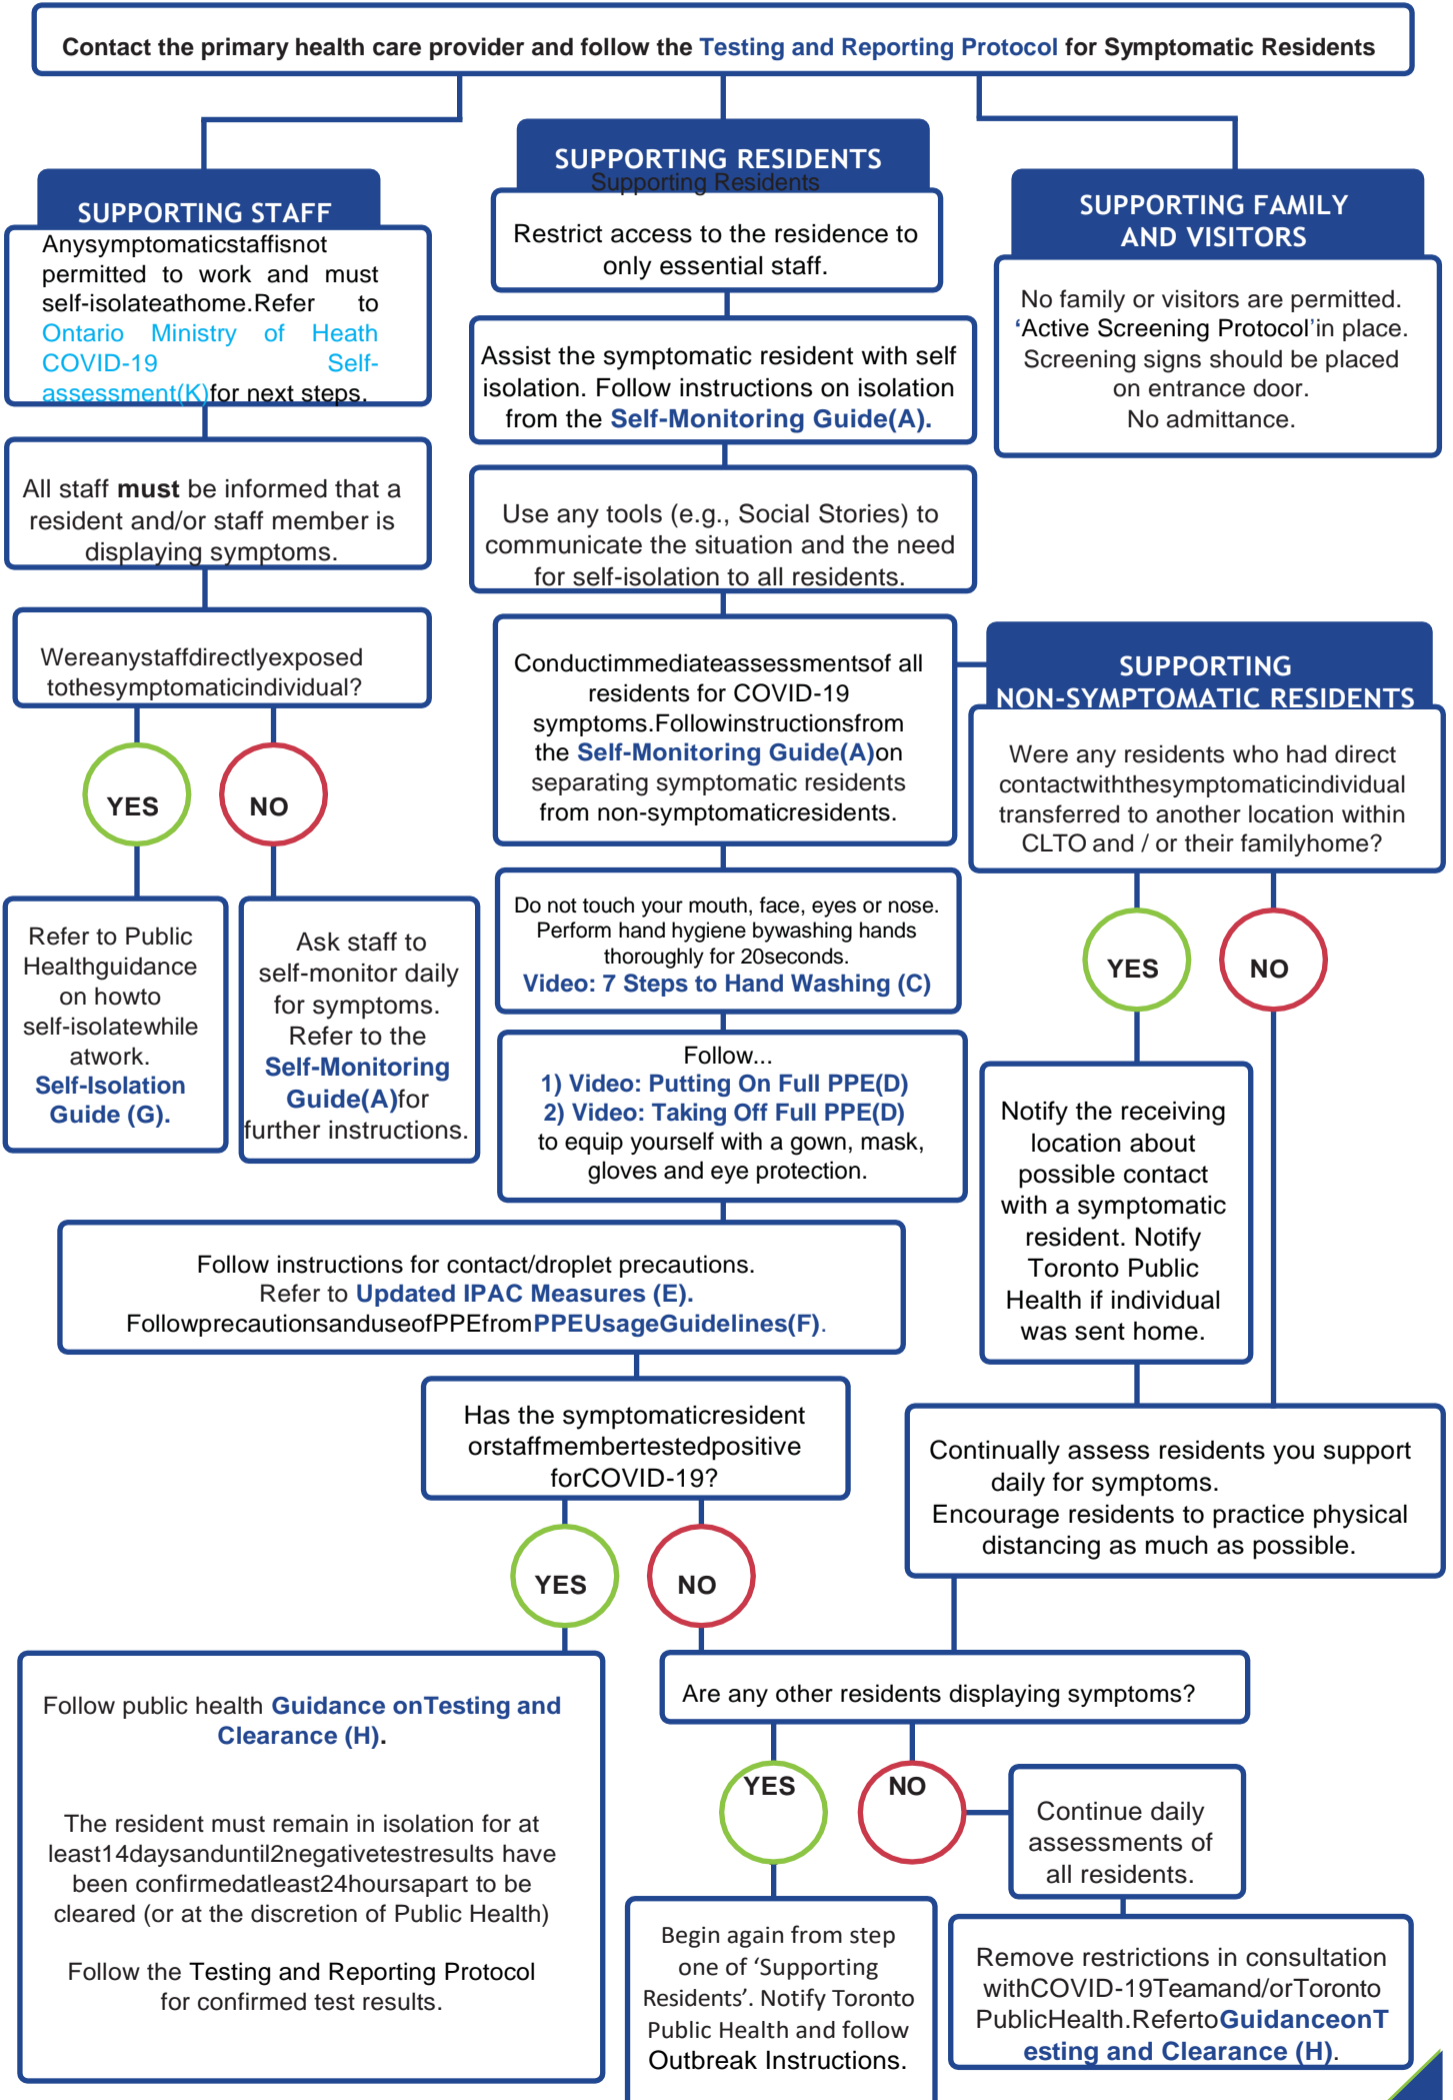 Contact the primary health care provider and follow the Testing and Reporting Protocol for Symptomatic Residents
SUPPORTING STAFF
Anysymptomaticstaffisnot
permitted to work and must
self-isolateathome.Refer to
Ontario Ministry of Heath
COVID-19 Self-
assessment(K)for next steps.
All staff must be informed that a
resident and/or staff member is
displaying symptoms.
Wereanystaffdirectlyexposed
tothesymptomaticindividual?
YES
NO
Refer to Public
Healthguidance
on howto
self-isolatewhile
atwork.
Self-Isolation
Guide (G).
Ask staff to
self-monitor daily
for symptoms.
Refer to the
Self-Monitoring
Guide(A)for
further instructions.
SUPPORTING RESIDENTS
Supporting Residents
Restrict access to the residence to
only essential staff.
Assist the symptomatic resident with self
isolation. Follow instructions on isolation
from the Self-Monitoring Guide(A).
Use any tools (e.g., Social Stories) to
communicate the situation and the need
for self-isolation to all residents.
Conductimmediateassessmentsof all
residents for COVID-19
symptoms.Followinstructionsfrom
the Self-Monitoring Guide(A)on
separating symptomatic residents
from non-symptomaticresidents.
Do not touch your mouth, face, eyes or nose.
Perform hand hygiene bywashing hands
thoroughly for 20seconds.
Video: 7 Steps to Hand Washing (C)
Follow...
1) Video: Putting On Full PPE(D)
2) Video: Taking Off Full PPE(D)
to equip yourself with a gown, mask,
gloves and eye protection.
Follow instructions for contact/droplet precautions.
Refer to Updated IPAC Measures (E).
FollowprecautionsanduseofPPEfromPPEUsageGuidelines(F).
Has the symptomaticresident
orstaffmembertestedpositive
forCOVID-19?
YES
NO
Follow public health Guidance onTesting and
Clearance (H).
The resident must remain in isolation for at
least14daysanduntil2negativetestresults have
been confirmedatleast24hoursapart to be
cleared (or at the discretion of Public Health)
Follow the Testing and Reporting Protocol
for confirmed test results.
SUPPORTING FAMILY
AND VISITORS
No family or visitors are permitted.
‘Active Screening Protocol’in place.
Screening signs should be placed
on entrance door.
No admittance.
SUPPORTING
NON-SYMPTOMATIC RESIDENTS
Were any residents who had direct
contactwiththesymptomaticindividual
transferred to another location within
CLTO and / or their familyhome?
YES
NO
Notify the receiving
location about
possible contact
with a symptomatic
resident. Notify
Toronto Public
Health if individual
was sent home.
Continually assess residents you support
daily for symptoms.
Encourage residents to practice physical
distancing as much as possible.
Are any other residents displaying symptoms?
YES
NO
Begin again from step
one of ‘Supporting
Residents’. Notify Toronto
Public Health and follow
Outbreak Instructions.
Continue daily
assessments of
all residents.
Remove restrictions in consultation
withCOVID-19Teamand/orToronto
PublicHealth.RefertoGuidanceonT
esting and Clearance (H).